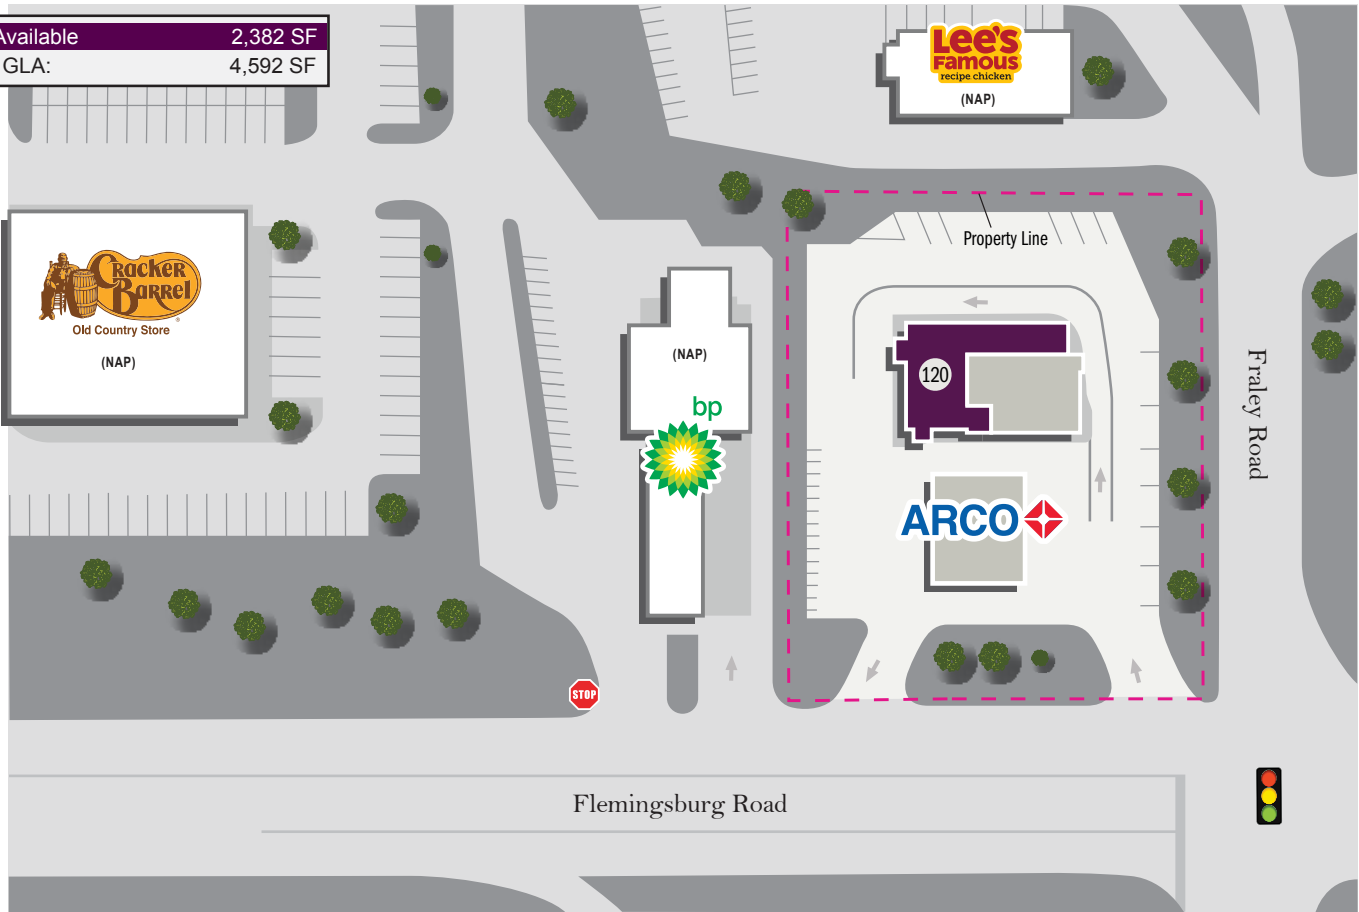 Available 2,382 SF
GLA: 4,592 SF
Lee's
Famous
recipe chicken
(NAP)
Property Line
Cracker
Barrel
Old Country Store
(NAP)
(NAP)
bp
120
Fraley Road
ARCO
STOP
Flemingsburg Road